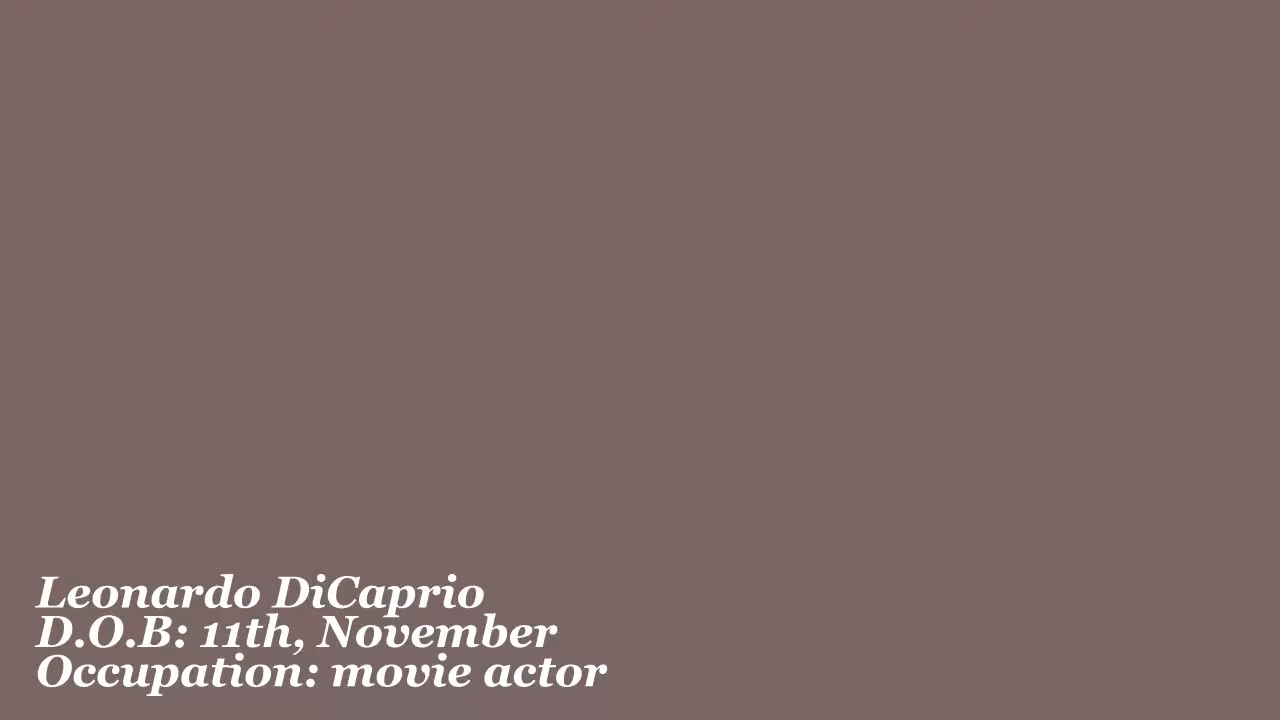 Leonardo DiCaprio
D.O.B: 11th, November
Occupation: movie actor